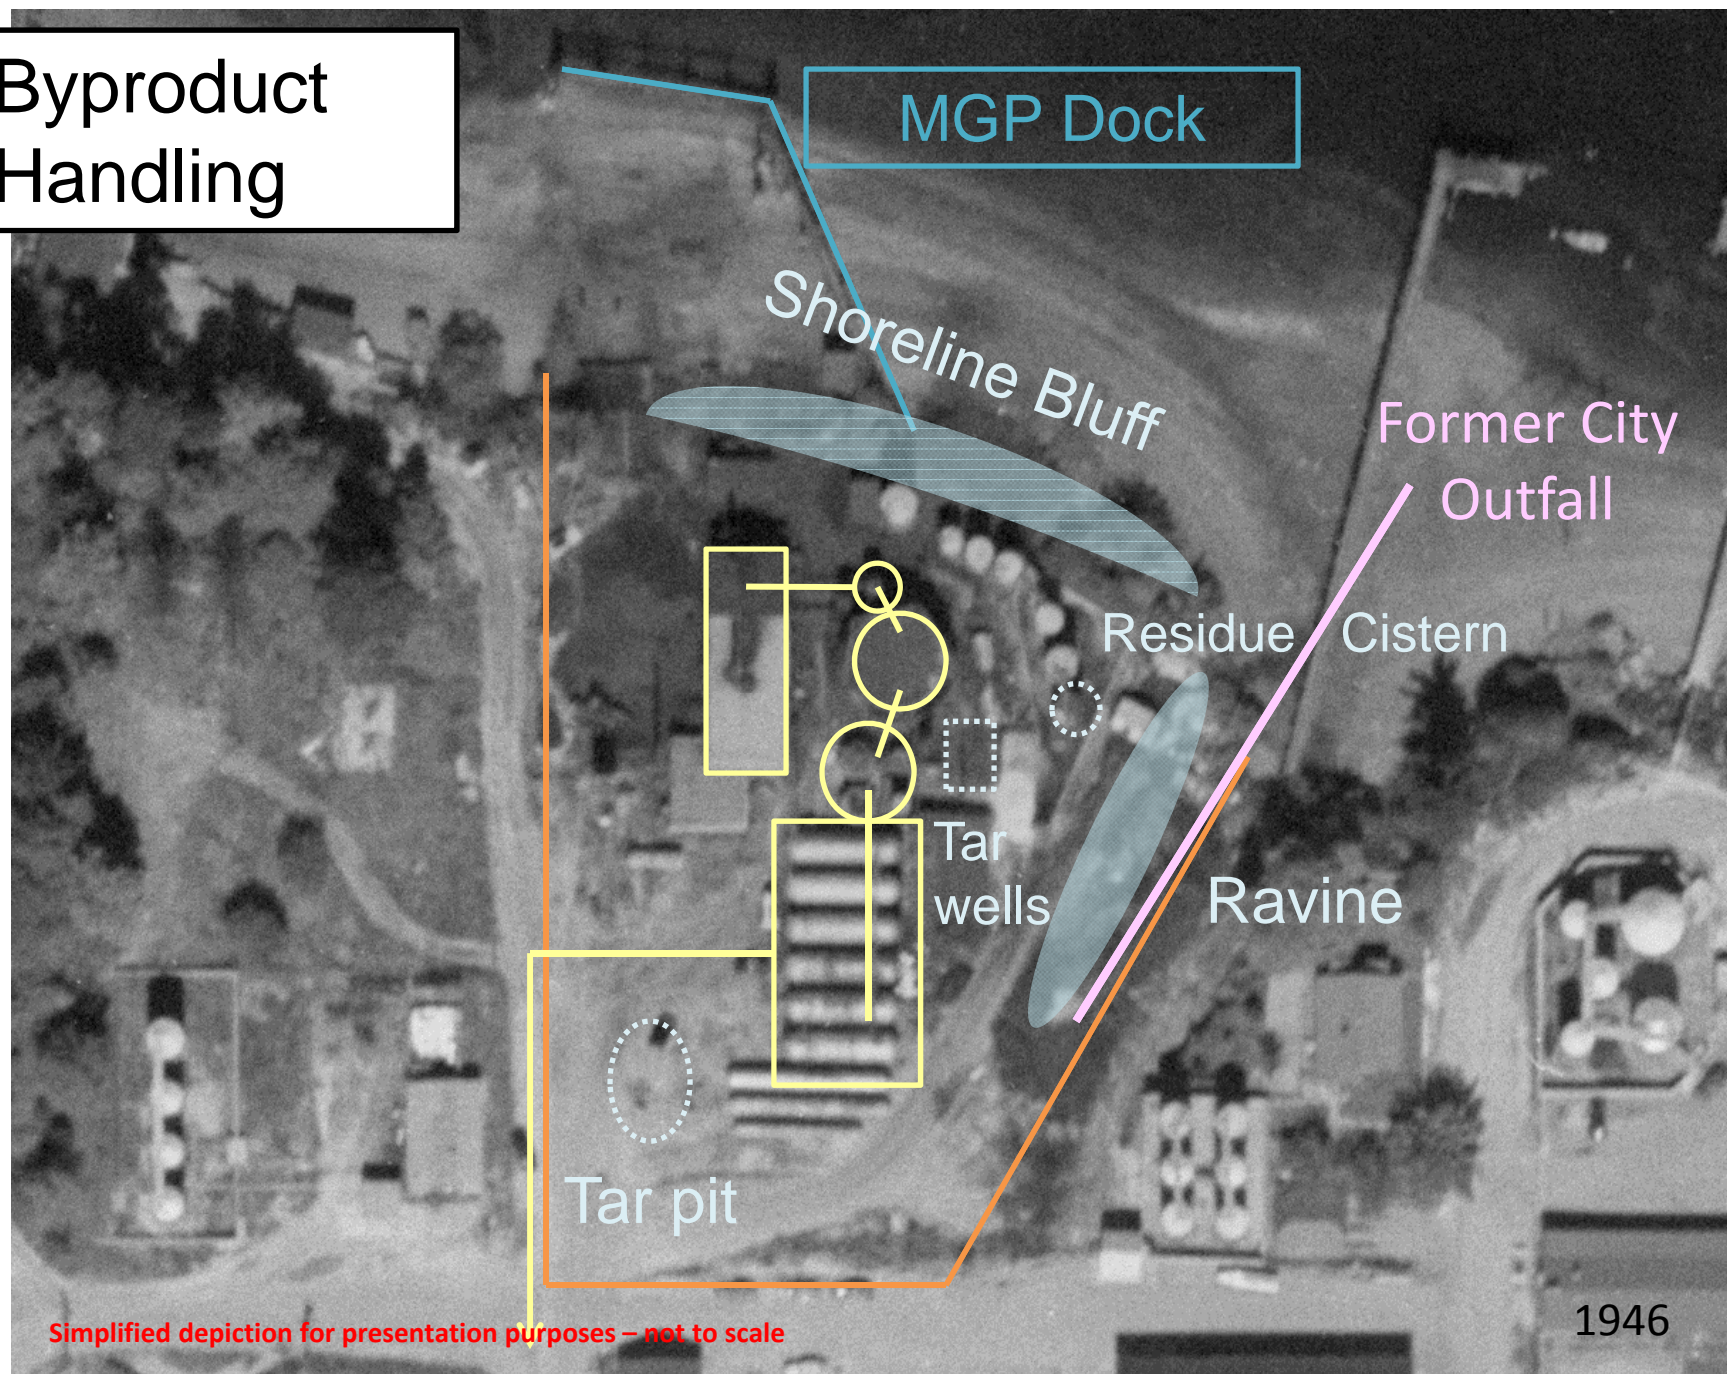 Byproduct
Handling
MGP Dock
Shoreline Bluff
Former City
Outfall
Residue Cistern
Tar
wells
Ravine
Tar pit
Simplified depiction for presentation purposes – not to scale
1946